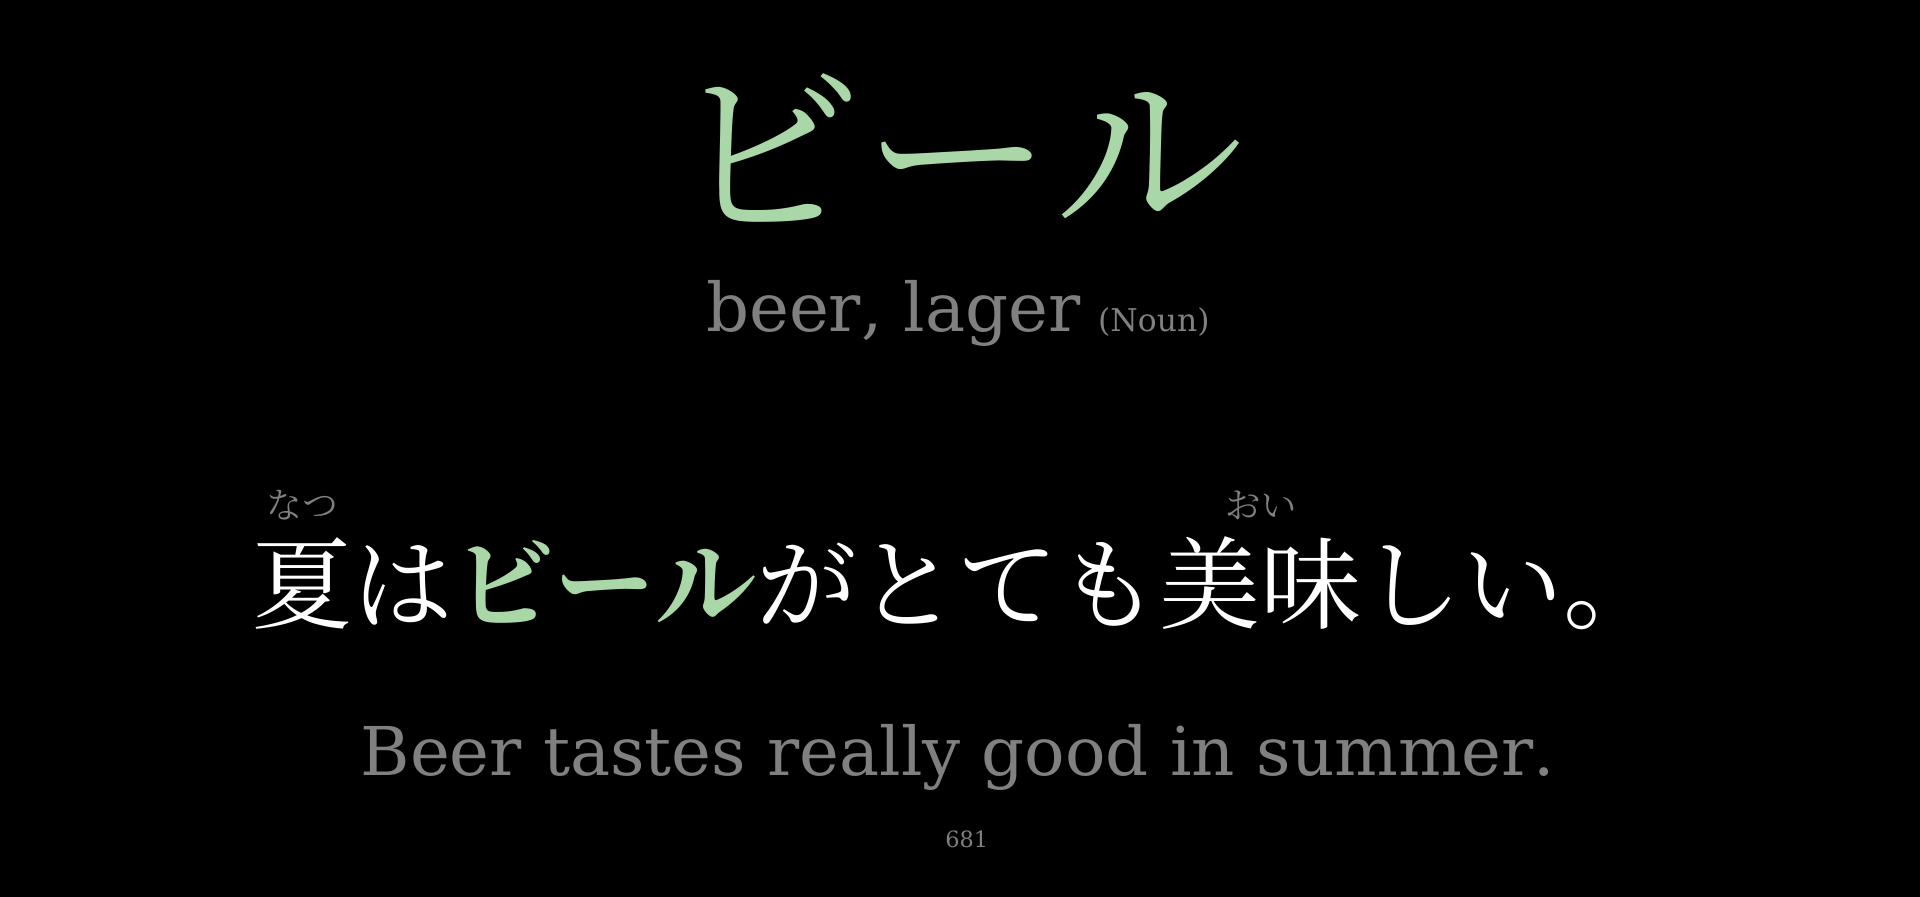 ビール
beer, lager (Noun)
なつ おい
夏はビールがとても美味しい。
Beer tastes really good in summer.
681